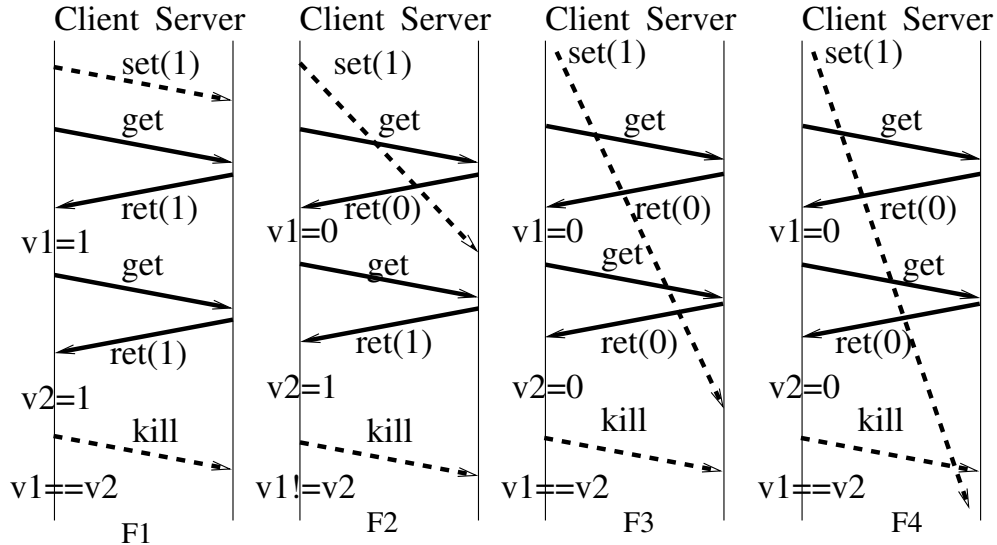 Client Server
set(1)
get
ret(1)
v1=1
get
ret(1)
v2=1
kill
v1==v2
F1
Client Server
set(1)
get
ret(0)
v1=0
get
ret(1)
v2=1
kill
v1!=v2
F2
Client Server
set(1)
get
ret(0)
v1=0
get
ret(0)
v2=0
kill
v1==v2
F3
Client Server
set(1)
get
ret(0)
v1=0
get
ret(0)
v2=0
kill
v1==v2
F4